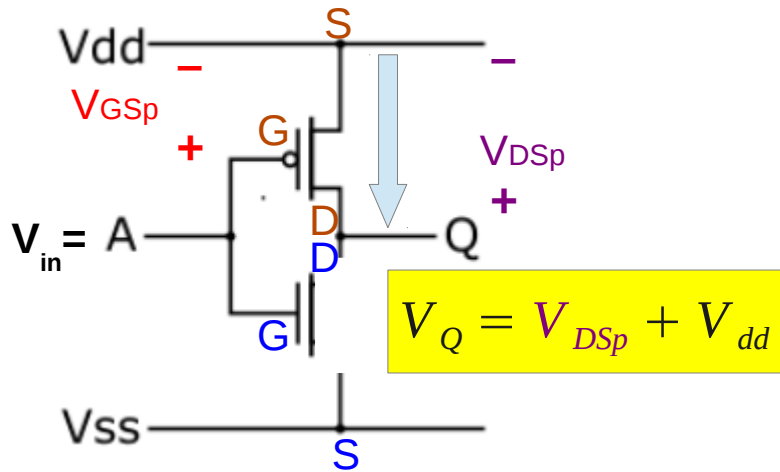 S
Vdd
−
−
VGSp
G
+
VDSp
+
D
Vin= A
Q
D
VQ = VDSp + Vdd
G
Vss
S